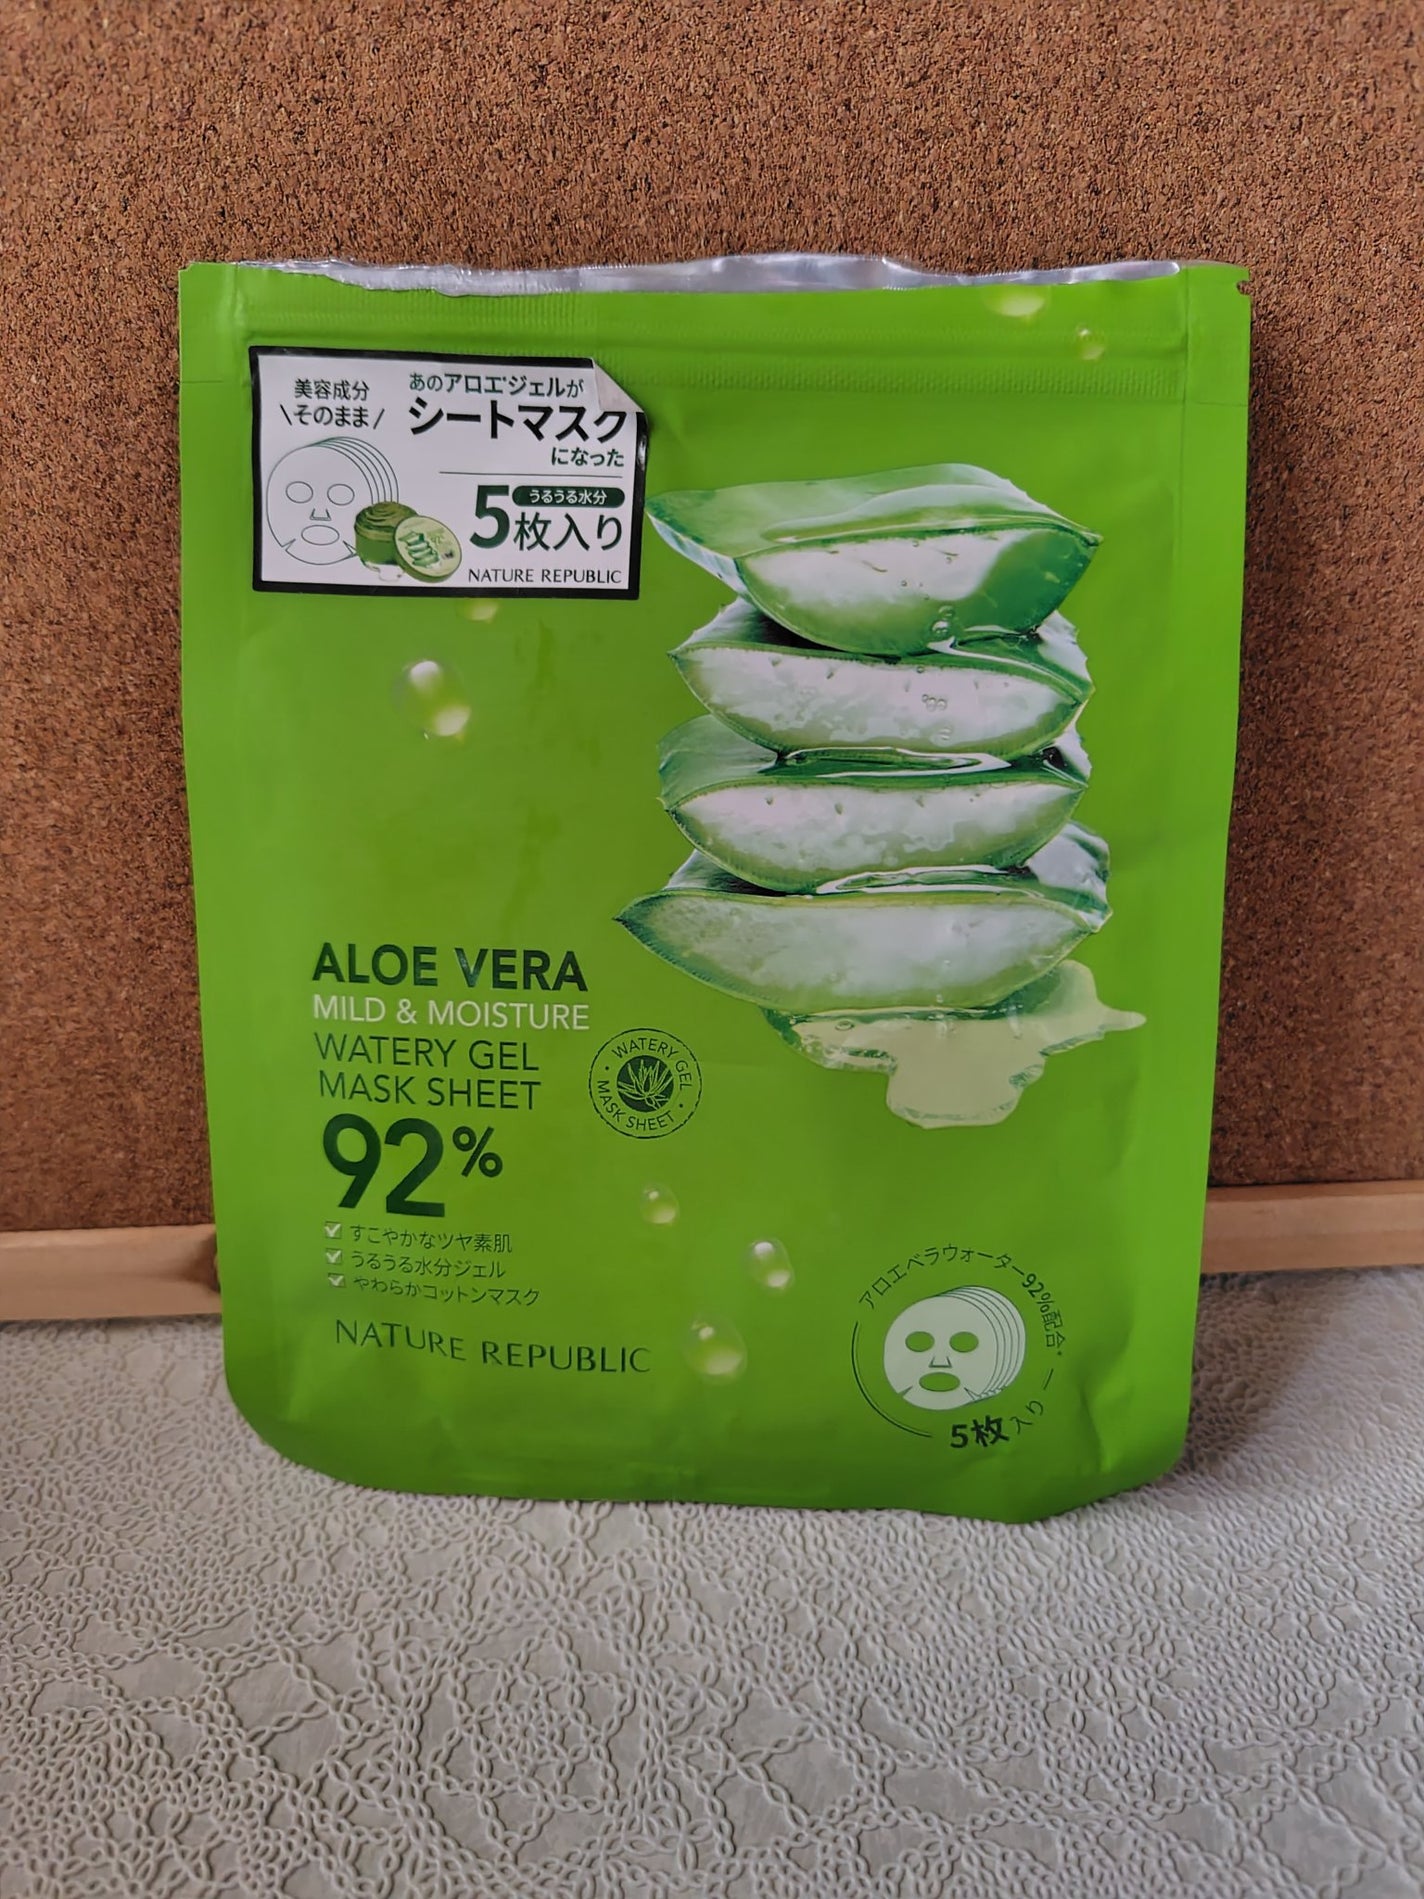 美容成分
\そのまま/
あのアロエ*ジェルが
シートマスク
になった
うるうる水分
5枚入り
NATURE REPUBLIC
ALOE VERA
MILD & MOISTURE
WATERY GEL
MASK SHEET
92%
WATERY GEL
MASK SHEET
すこやかなツヤ素肌
うるうる水分ジェル
やわらかコットンマスク
NATURE REPUBLIC
アロエベラウォーター92%配合*
5枚入り